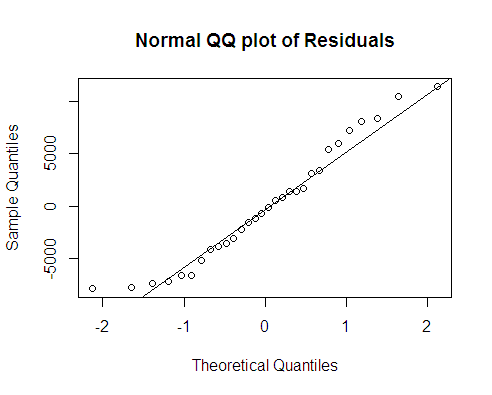 Normal QQ plot of Residuals
Sample Quantiles
5000
0
-5000
-2
-1
0
1
2
Theoretical Quantiles